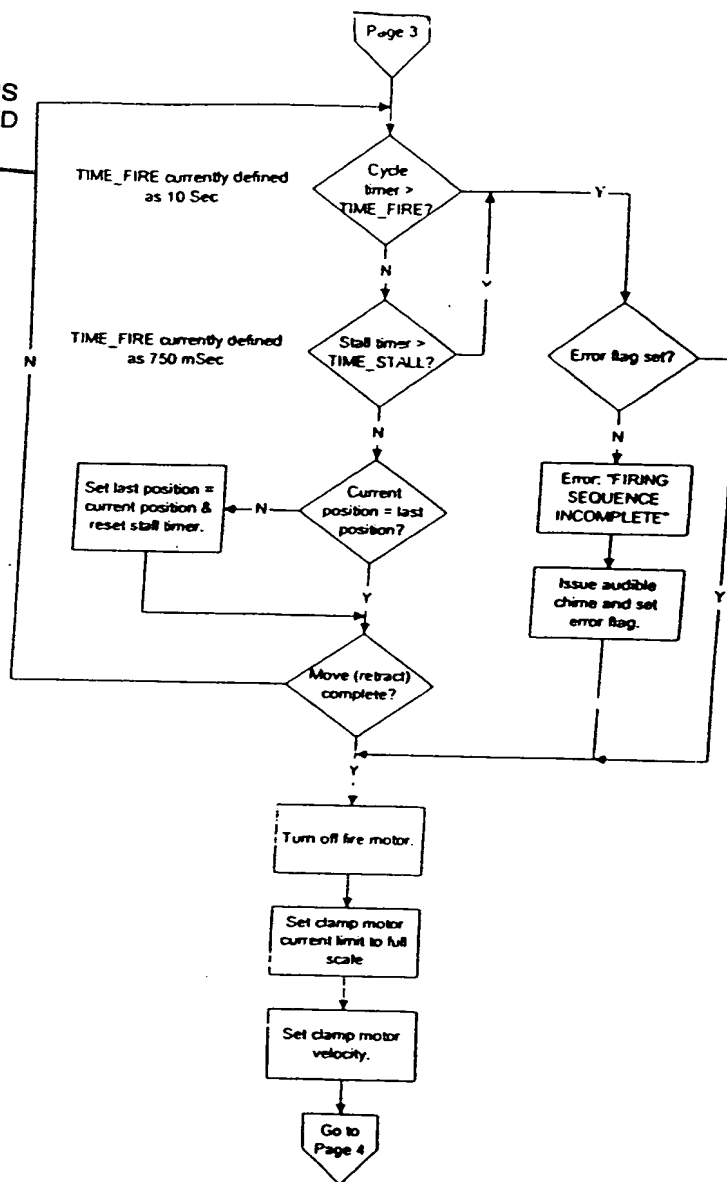 Page 3
S
D
TIME_FIRE currently defined
as 10 Sec
Cycle
timer >
TIME_FIRE?
Y
N
Y
TIME_FIRE currently defined
as 750 mSec
Stall timer >
TIME_STALL?
Error flag set?
N
N
N
Set last position =
current position &
reset stall timer.
N
Current
position = last
position?
Error: "FIRING
SEQUENCE
INCOMPLETE"
Y
Issue audible
chime and set
error flag.
Y
Move (retract)
complete?
Y
Turn off fire motor.
Set clamp motor
current limit to full
scale
Set clamp motor
velocity.
Go to
Page 4